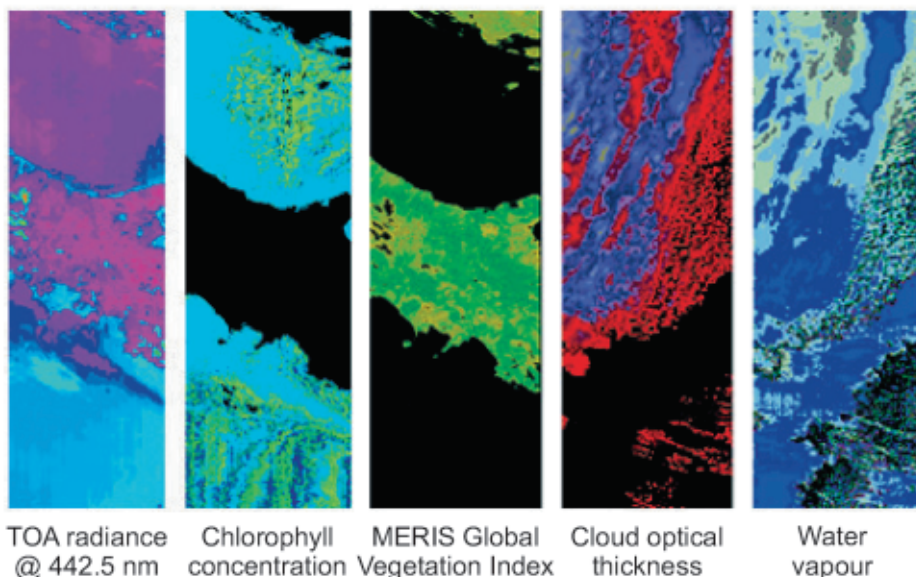 TOA radiance
@ 442.5 nm
Chlorophyll
concentration
MERIS Global
Vegetation Index
Cloud optical
thickness
Water
vapour